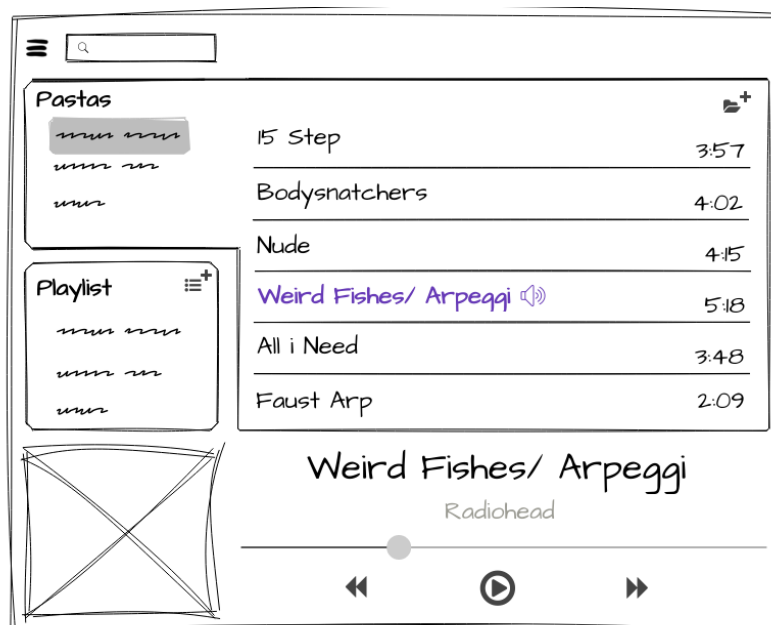 Pastas
15 Step
3:57
Bodysnatchers
4:02
Nude
4:15
Weird Fishes/ Arpeggi
5:18
All i Need
3:48
Faust Arp
2:09
Playlist
Weird Fishes/ Arpeggi
Radiohead